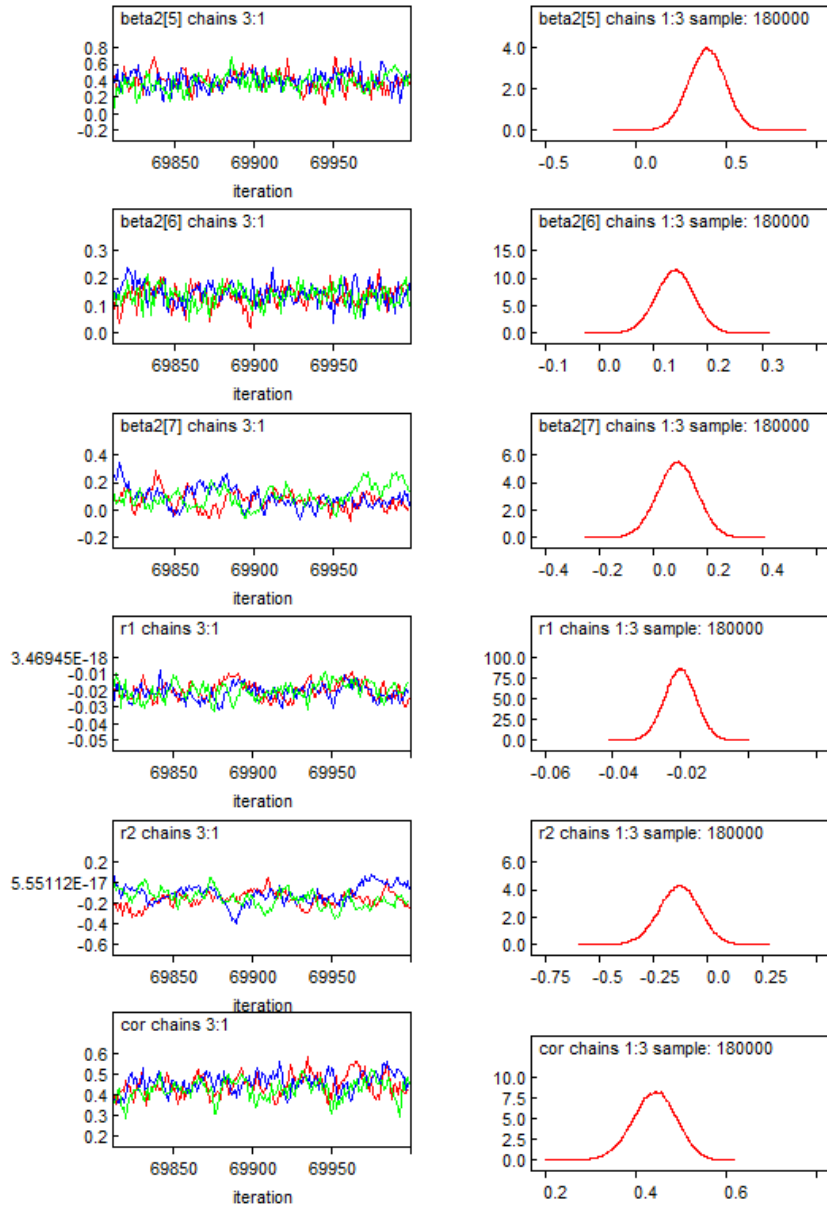 beta2[5] chains 3:1
0.8
0.6
0.4
0.2
0.0
-0.2
69850 69900 69950
iteration
beta2[5] chains 1:3 sample: 180000
4.0
2.0
0.0
-0.5 0.0 0.5
beta2[6] chains 3:1
0.3
0.2
0.1
0.0
69850 69900 69950
iteration
beta2[6] chains 1:3 sample: 180000
15.0
10.0
5.0
0.0
-0.1 0.0 0.1 0.2 0.3
beta2[7] chains 3:1
0.4
0.2
0.0
-0.2
69850 69900 69950
iteration
beta2[7] chains 1:3 sample: 180000
6.0
4.0
2.0
0.0
-0.4 -0.2 0.0 0.2 0.4
r1 chains 3:1
3.46945E-18
-0.01
-0.02
-0.03
-0.04
-0.05
69850 69900 69950
iteration
r1 chains 1:3 sample: 180000
100.0
75.0
50.0
25.0
0.0
-0.06 -0.04 -0.02
r2 chains 3:1
0.2
5.55112E-17
-0.2
-0.4
-0.6
69850 69900 69950
iteration
r2 chains 1:3 sample: 180000
6.0
4.0
2.0
0.0
-0.75 -0.5 -0.25 0.0 0.25
cor chains 3:1
0.6
0.5
0.4
0.3
0.2
69850 69900 69950
iteration
cor chains 1:3 sample: 180000
10.0
7.5
5.0
2.5
0.0
0.2 0.4 0.6